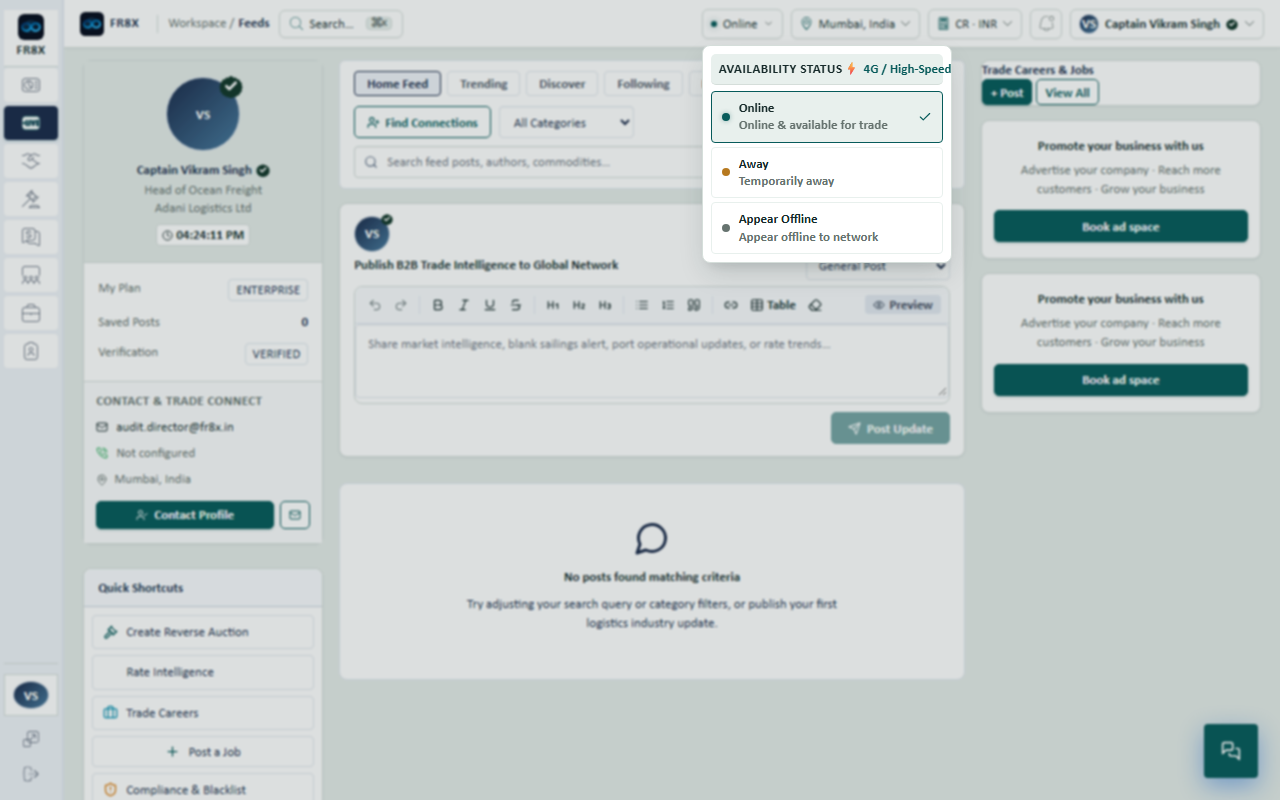 FR8X
FR8X
Workspace / Feeds
Search...
⌘K
Online
Mumbai, India
CR - INR
VS
Captain Vikram Singh
AVAILABILITY STATUS
4G / High-Speed
Online
Online & available for trade
Away
Temporarily away
Appear Offline
Appear offline to network
VS
Captain Vikram Singh
Head of Ocean Freight
Adani Logistics Ltd
04:24:11 PM
My Plan
ENTERPRISE
Saved Posts
0
Verification
VERIFIED
CONTACT & TRADE CONNECT
audit.director@fr8x.in
Not configured
Mumbai, India
Contact Profile
Quick Shortcuts
Create Reverse Auction
Rate Intelligence
Trade Careers
+ Post a Job
Compliance & Blacklist
VS
Home Feed
Trending
Discover
Following
Find Connections
All Categories
Search feed posts, authors, commodities...
VS
Publish B2B Trade Intelligence to Global Network
General Post
B
I
U
S
H1
H2
H3
Table
Preview
Share market intelligence, blank sailings alert, port operational updates, or rate trends...
Post Update
No posts found matching criteria
Try adjusting your search query or category filters, or publish your first
logistics industry update.
Trade Careers & Jobs
+ Post
View All
Promote your business with us
Advertise your company · Reach more
customers · Grow your business
Book ad space
Promote your business with us
Advertise your company · Reach more
customers · Grow your business
Book ad space